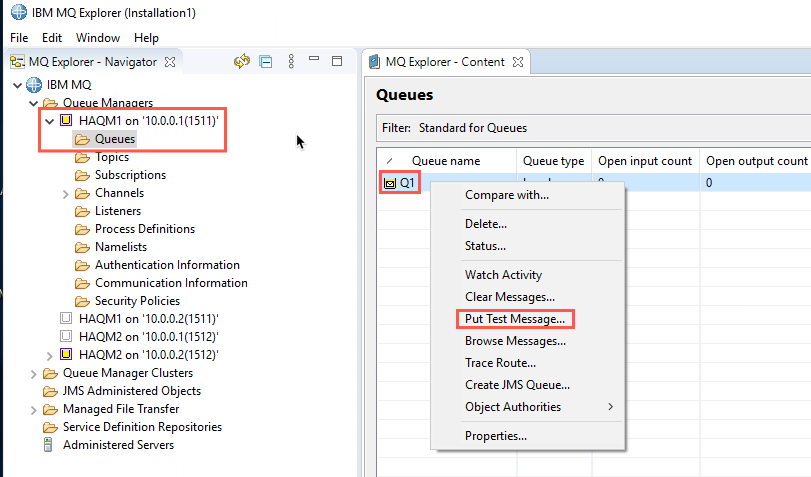 IBM MQ Explorer (Installation1)
File Edit Window Help
MQ Explorer - Navigator
IBM MQ
Queue Managers
HAQM1 on '10.0.0.1(1511)'
Queues
Topics
Subscriptions
Channels
Listeners
Process Definitions
Namelists
Authentication Information
Communication Information
Security Policies
HAQM1 on '10.0.0.2(1511)'
HAQM2 on '10.0.0.1(1512)'
HAQM2 on '10.0.0.2(1512)'
Queue Manager Clusters
JMS Administered Objects
Managed File Transfer
Service Definition Repositories
Administered Servers
MQ Explorer - Content
Queues
Filter: Standard for Queues
Queue name Queue type Open input count Open output count
Q1 0
Compare with...
Delete...
Status...
Watch Activity
Clear Messages...
Put Test Message...
Browse Messages...
Trace Route...
Create JMS Queue...
Object Authorities
Properties...